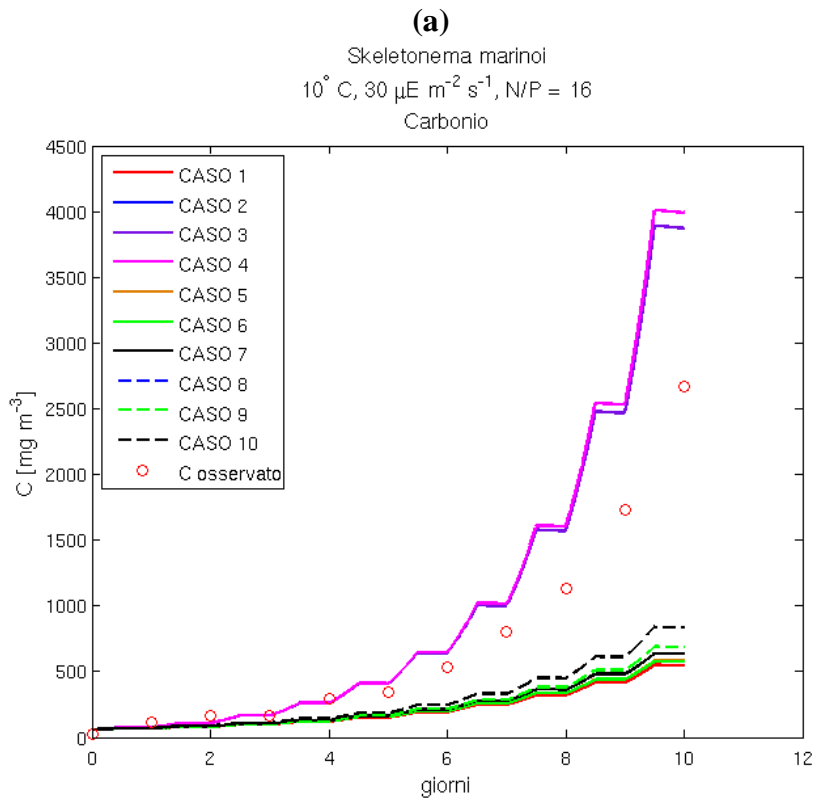 (a)
Skeletonema marinoi
10° C, 30 µE m⁻² s⁻¹, N/P = 16
Carbonio
4500
4000
3500
3000
2500
2000
1500
1000
500
0
C [mg m⁻³]
CASO 1
CASO 2
CASO 3
CASO 4
CASO 5
CASO 6
CASO 7
CASO 8
CASO 9
CASO 10
C osservato
0 2 4 6 8 10 12
giorni